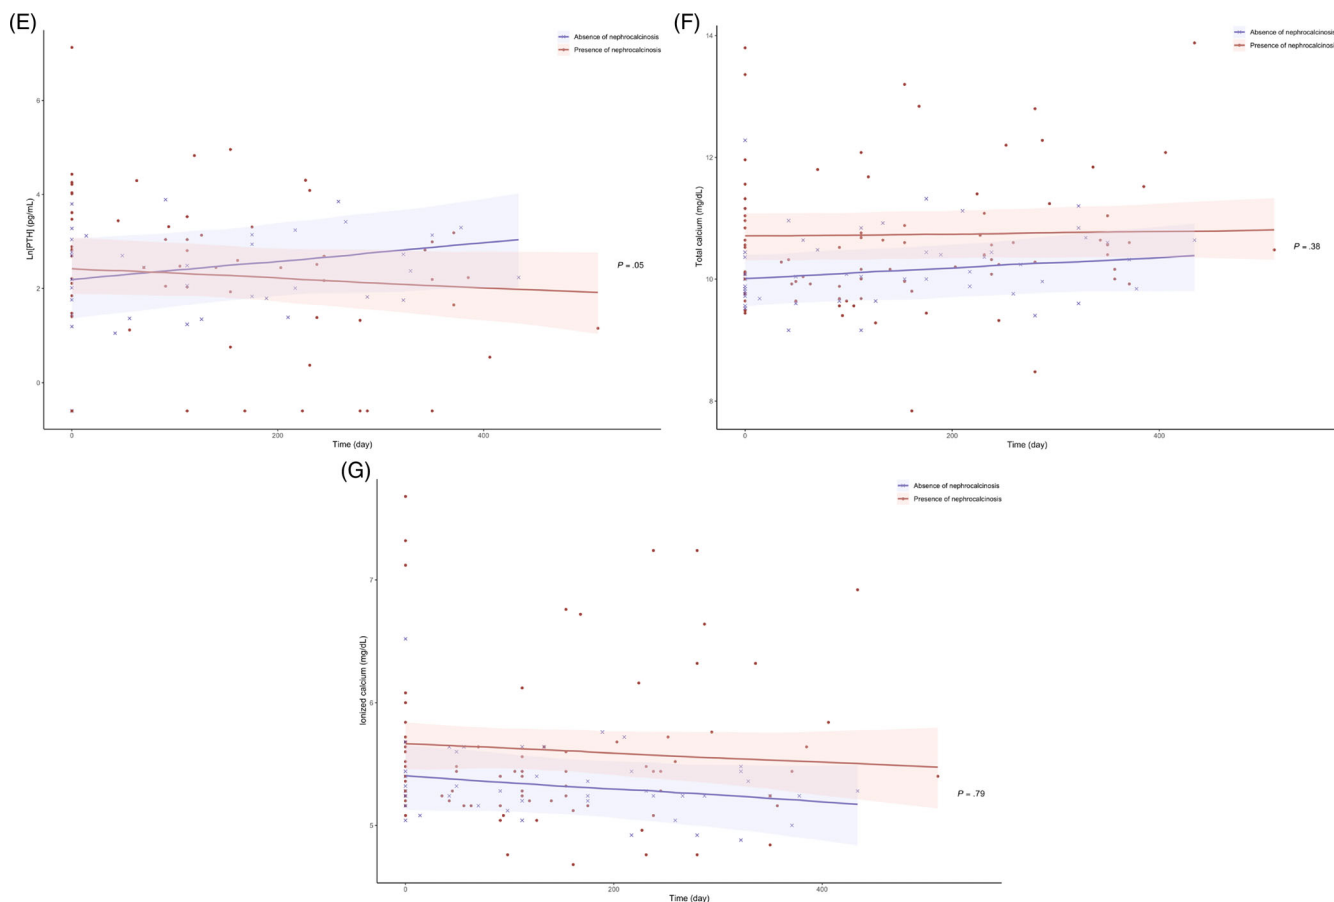 (E)
Absence of nephrocalcinosis
Presence of nephrocalcinosis
6
4
2
0
Ln[PTH] (pg/mL)
P = .05
0 200 400
Time (day)
(F)
Absence of nephrocalcinosis
Presence of nephrocalcinosis
14
12
10
8
Total calcium (mg/dL)
P = .38
0 200 400
Time (day)
(G)
Absence of nephrocalcinosis
Presence of nephrocalcinosis
7
6
5
Ionized calcium (mg/dL)
P = .79
0 200 400
Time (day)